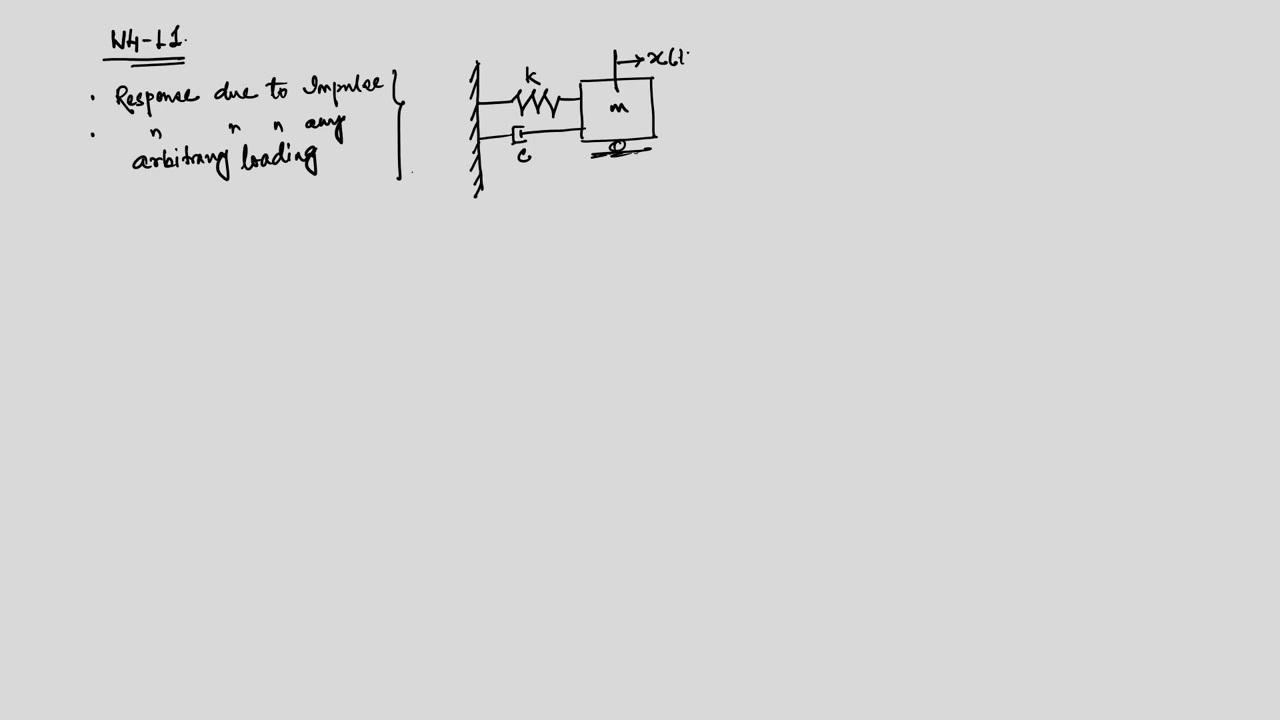 W4-L1.
• Response due to Impulse
• " " " any
arbitrary loading
k
c
m
x(t.